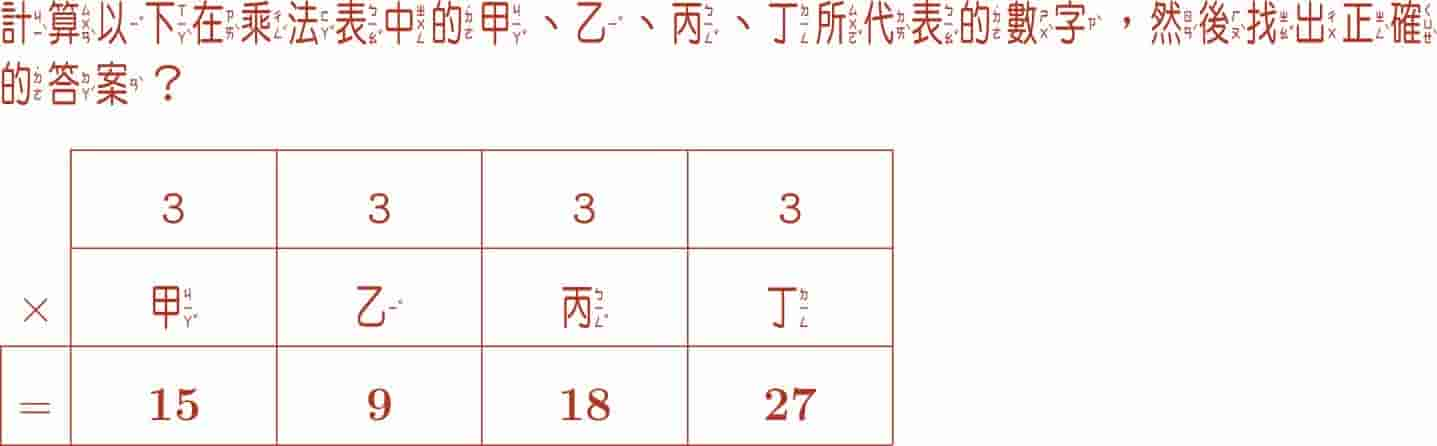 計算以下在乘法表中的甲、乙、丙、丁所代表的數字，然後找出正確
的答案？
3 3 3 3
× 甲 乙 丙 丁
= 15 9 18 27